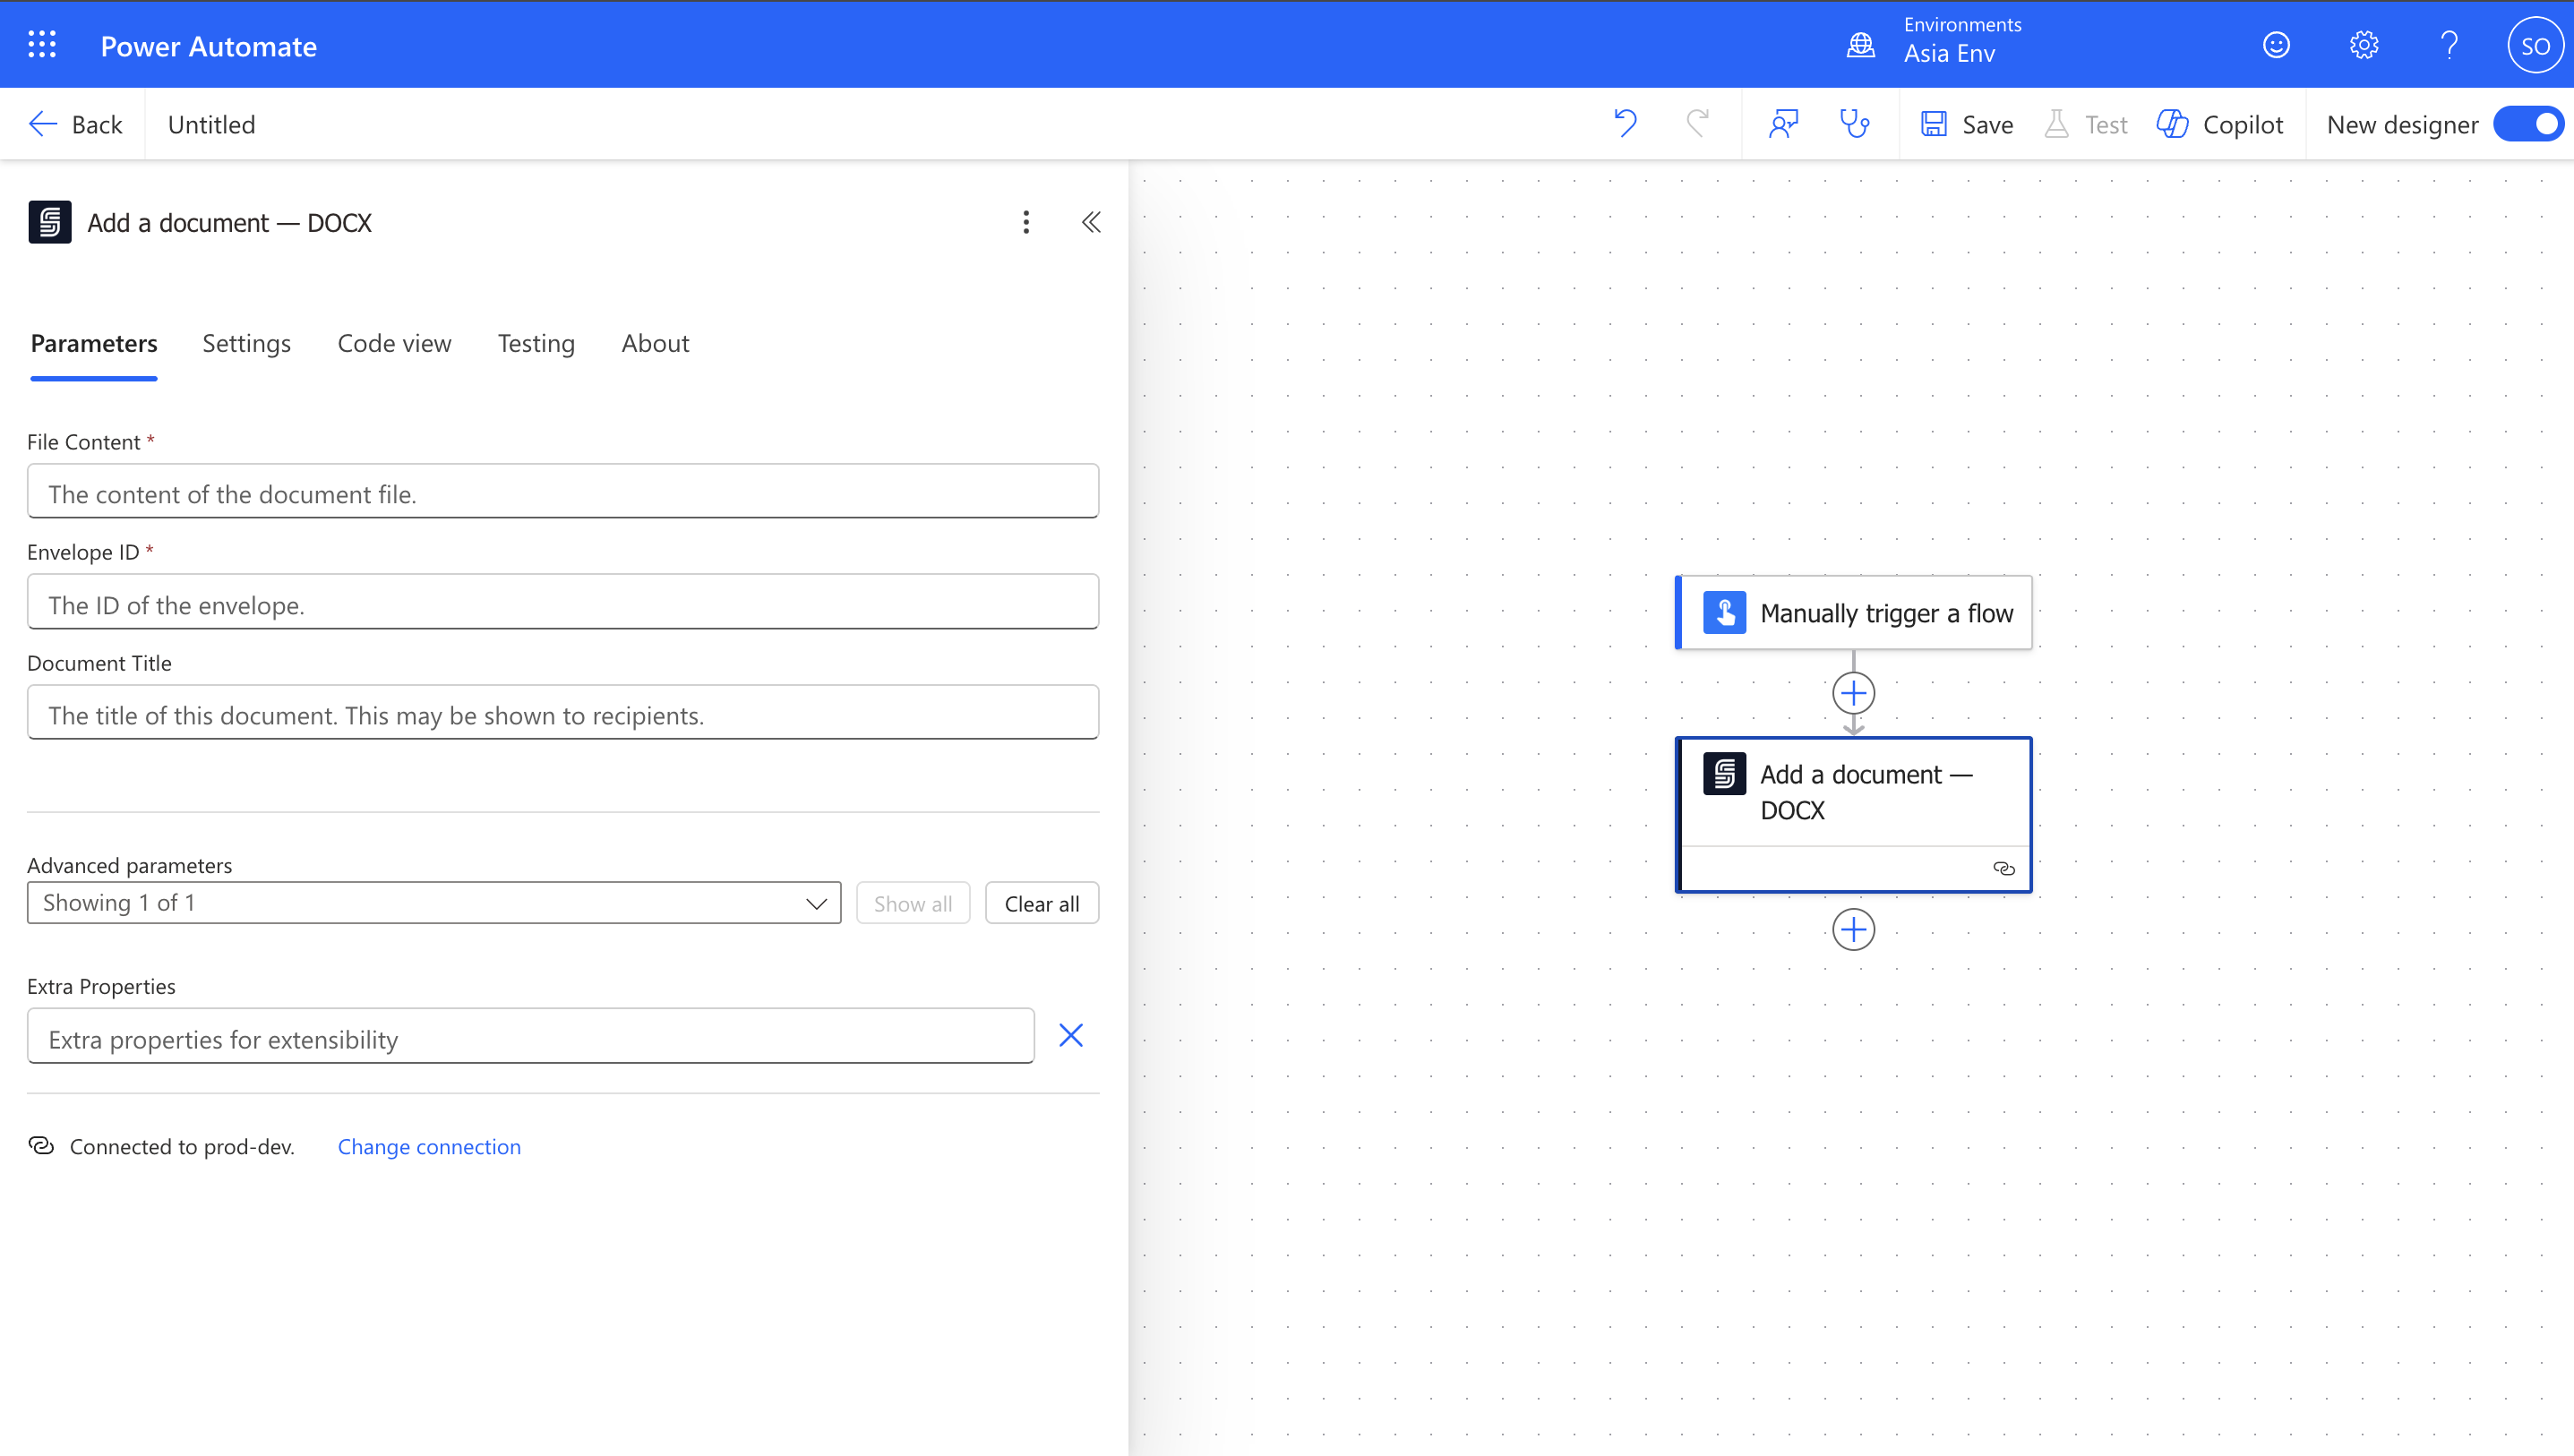 Power Automate
Environments
Asia Env
SO
Back
Untitled
Save
Test
Copilot
New designer
Add a document — DOCX
Parameters
Settings
Code view
Testing
About
File Content *
The content of the document file.
Envelope ID *
The ID of the envelope.
Document Title
The title of this document. This may be shown to recipients.
Advanced parameters
Showing 1 of 1
Show all
Clear all
Extra Properties
Extra properties for extensibility
Connected to prod-dev.
Change connection
Manually trigger a flow
Add a document —
DOCX